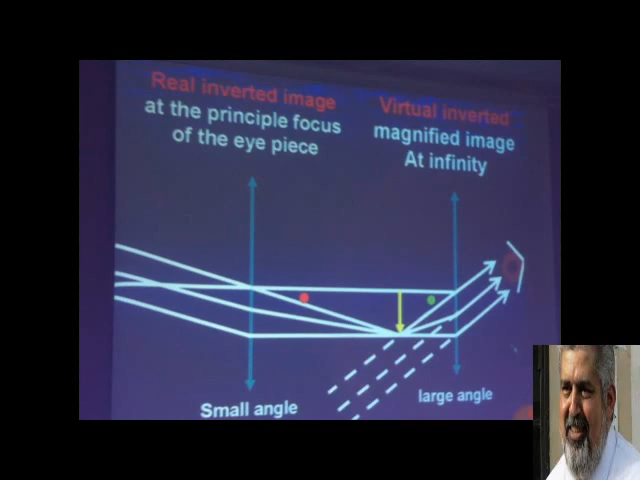 Real inverted image
at the principle focus
of the eye piece
Virtual inverted
magnified image
At infinity
Small angle
large angle